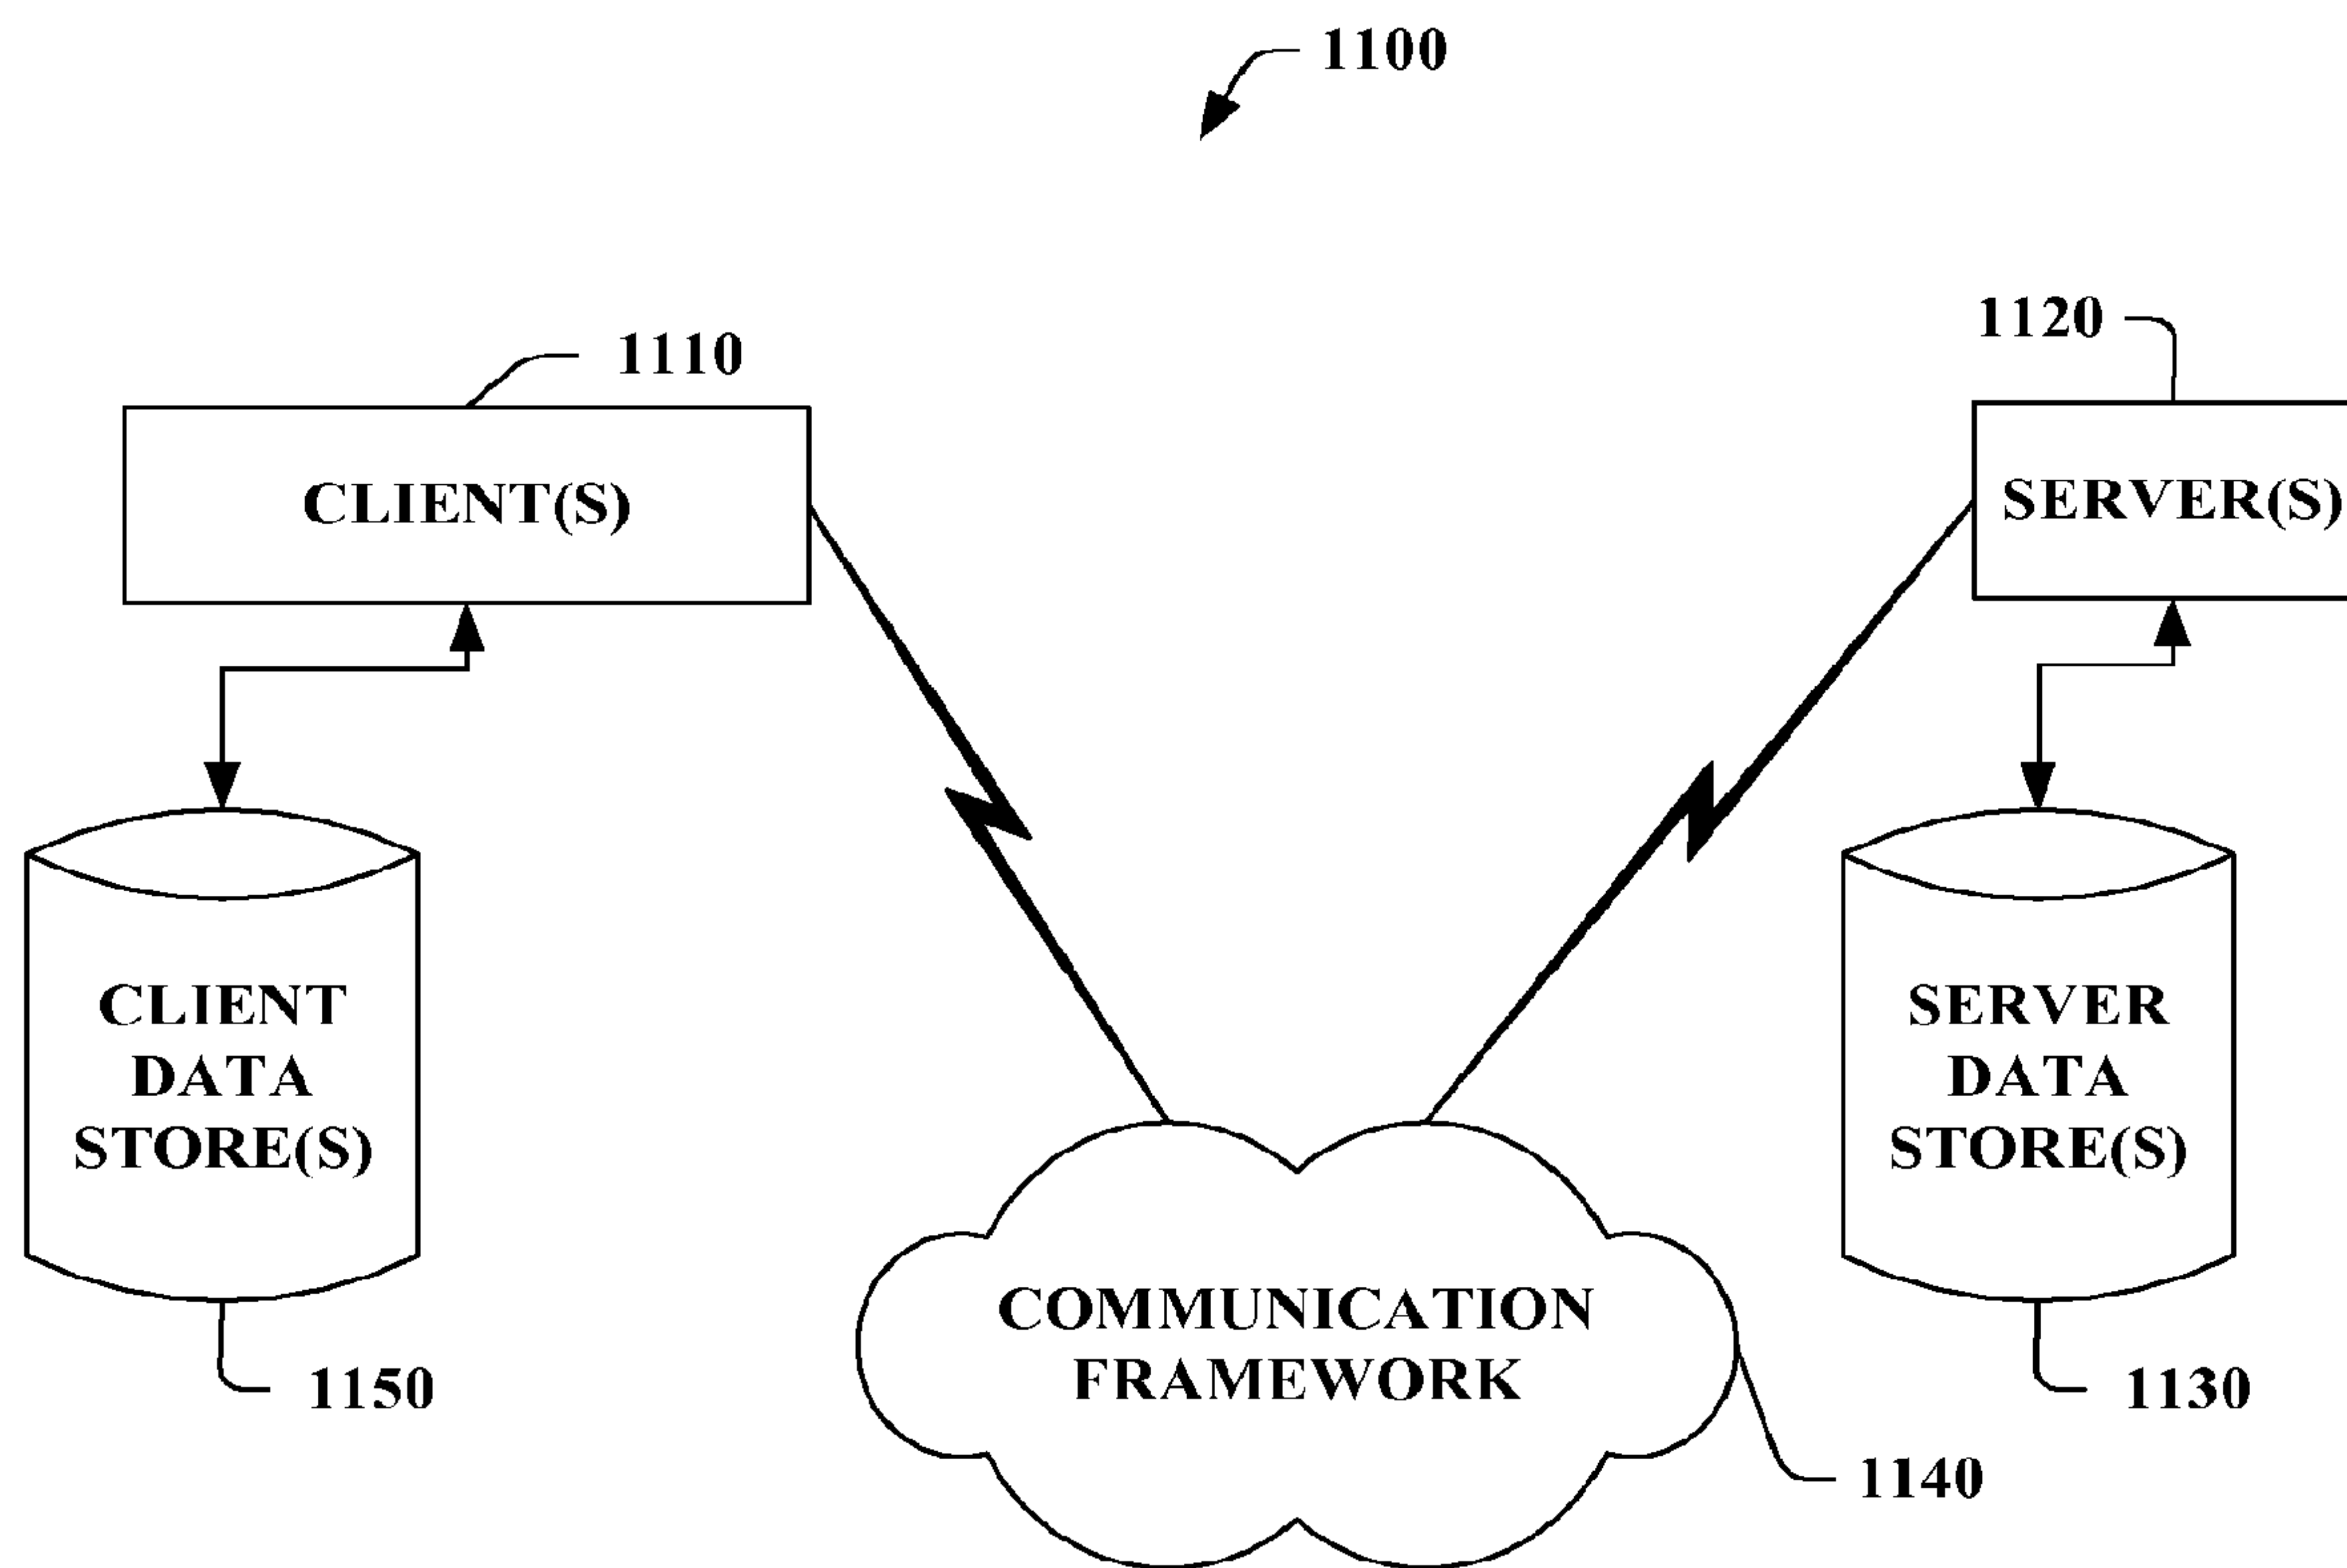 1100
1110
1120
CLIENT(S)
SERVER(S)
CLIENT
DATA
STORE(S)
SERVER
DATA
STORE(S)
COMMUNICATION
FRAMEWORK
1150
1130
1140